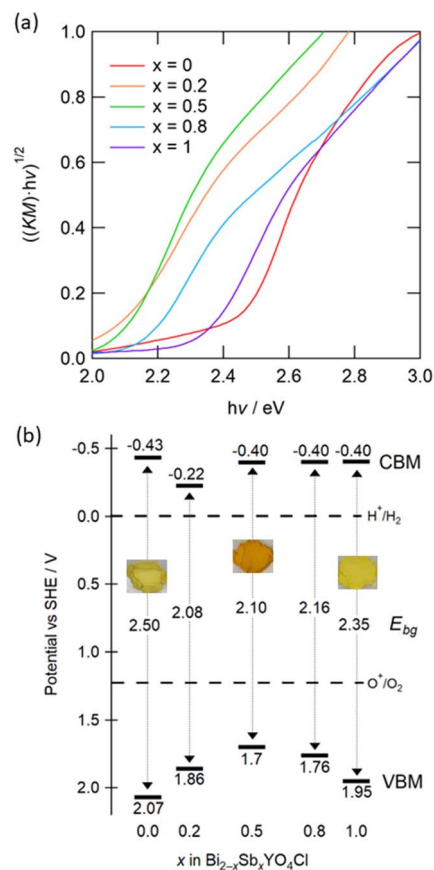 (a)
1.0
0.8
0.6
0.4
0.2
0.0
((KM)·hν)^1/2
x = 0
x = 0.2
x = 0.5
x = 0.8
x = 1
2.0 2.2 2.4 2.6 2.8 3.0
hν / eV
(b)
-0.5
0.0
0.5
1.0
1.5
2.0
Potential vs SHE / V
-0.43 -0.22 -0.40 -0.40 -0.40 CBM
H⁺/H₂
2.50 2.08 2.10 2.16 2.35 E_bg
O⁺/O₂
2.07 1.86 1.7 1.76 1.95 VBM
0.0 0.2 0.5 0.8 1.0
x in Bi₂₋ₓSbₓYO₄Cl